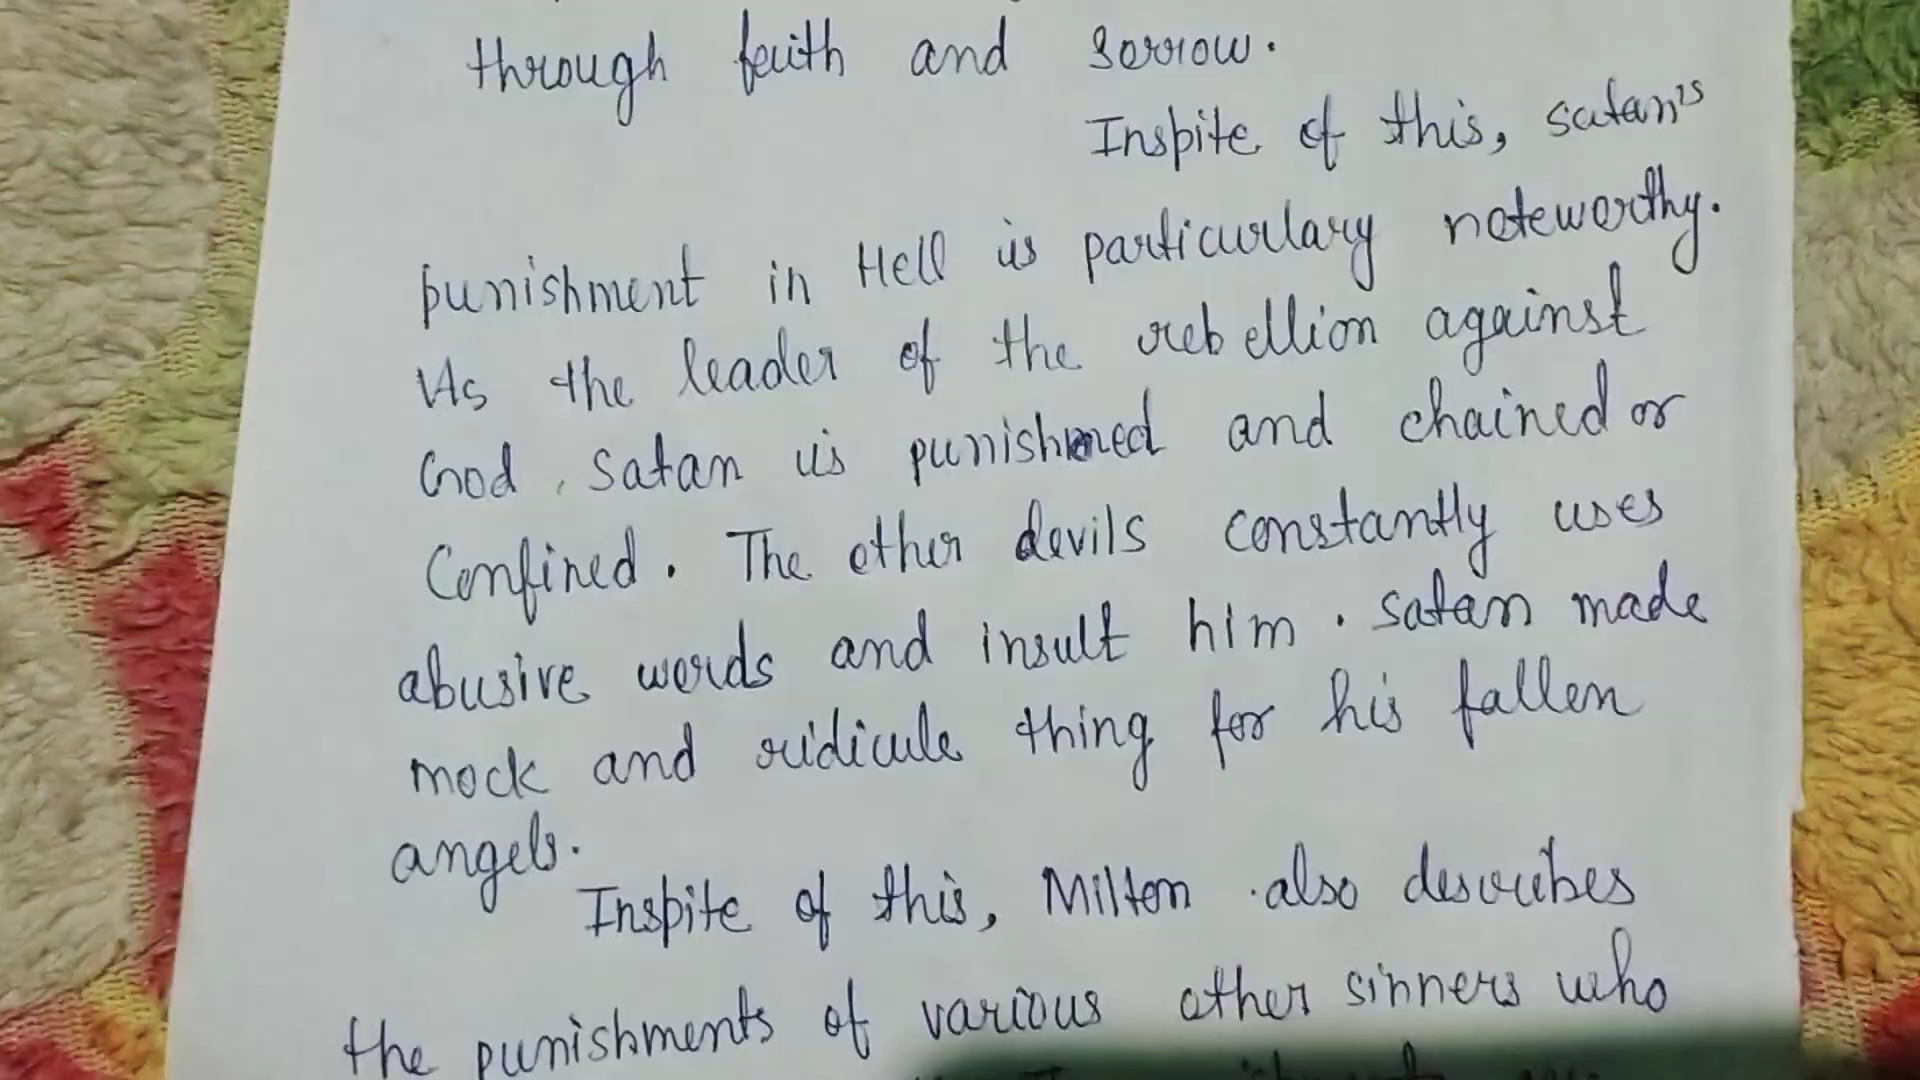 through faith and sorrow.
Inspite of this, satan's
punishment in Hell is particurlary noteworthy.
As the leader of the rebellion against
God, Satan is punishmed and chained or
Confined. The other devils constantly uses
abusive words and insult him. Satan made
mock and ridicule thing for his fallen
angels.
Inspite of this, Milton also describes
the punishments of various other sinners who